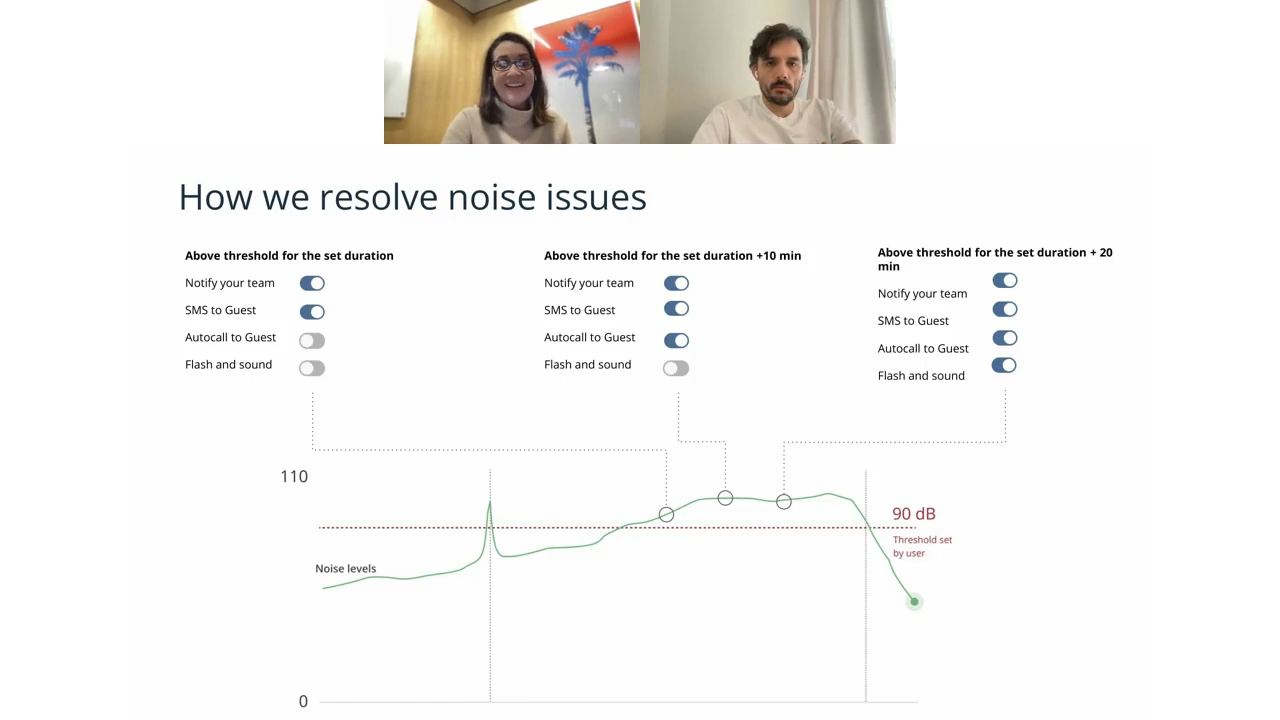 How we resolve noise issues
Above threshold for the set duration
Notify your team
SMS to Guest
Autocall to Guest
Flash and sound
Above threshold for the set duration +10 min
Notify your team
SMS to Guest
Autocall to Guest
Flash and sound
Above threshold for the set duration + 20
min
Notify your team
SMS to Guest
Autocall to Guest
Flash and sound
110
90 dB
Threshold set
by user
Noise levels
0